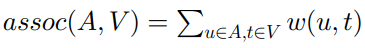 assoc(A, V) = ∑_{u∈A,t∈V} w(u, t)